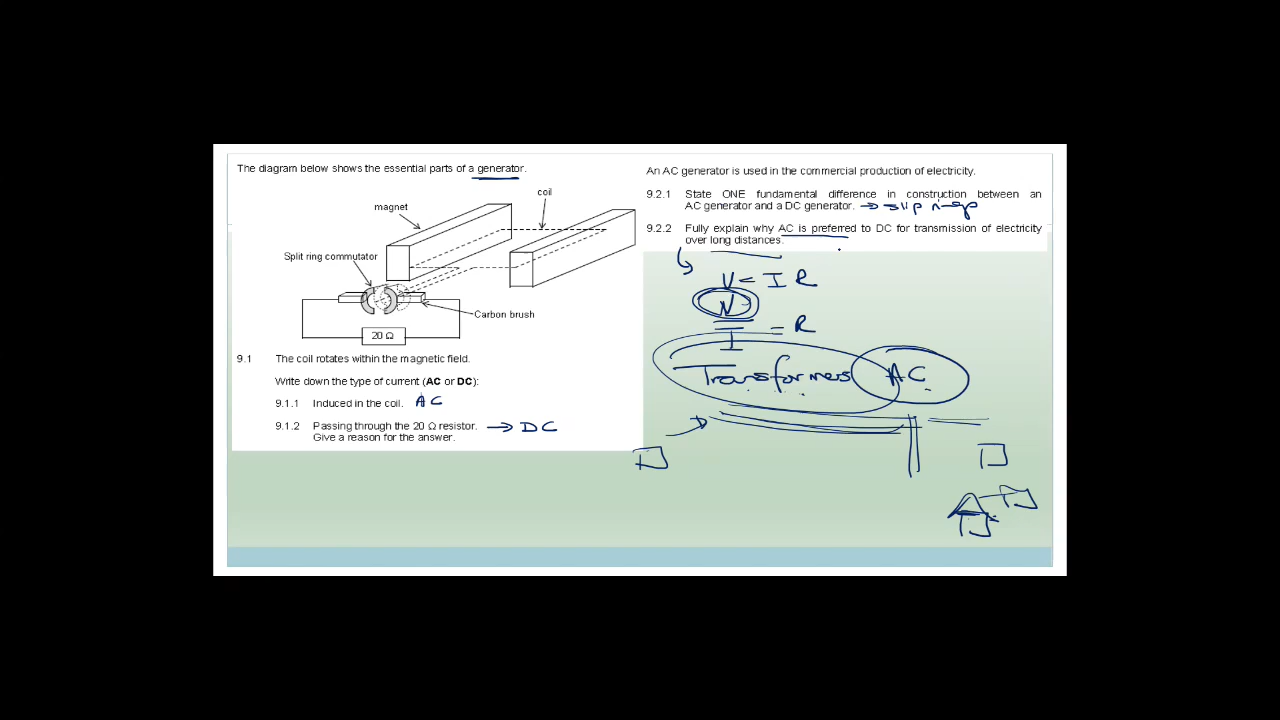 The diagram below shows the essential parts of a generator.
coil
magnet
Split ring commutator
Carbon brush
20 Ω
9.1 The coil rotates within the magnetic field.
Write down the type of current (AC or DC):
9.1.1 Induced in the coil. AC
9.1.2 Passing through the 20 Ω resistor. → DC
Give a reason for the answer.
An AC generator is used in the commercial production of electricity.
9.2.1 State ONE fundamental difference in construction between an
AC generator and a DC generator. → slip rings
9.2.2 Fully explain why AC is preferred to DC for transmission of electricity
over long distances.
V = I R
V
— = R
I
Transformers AC